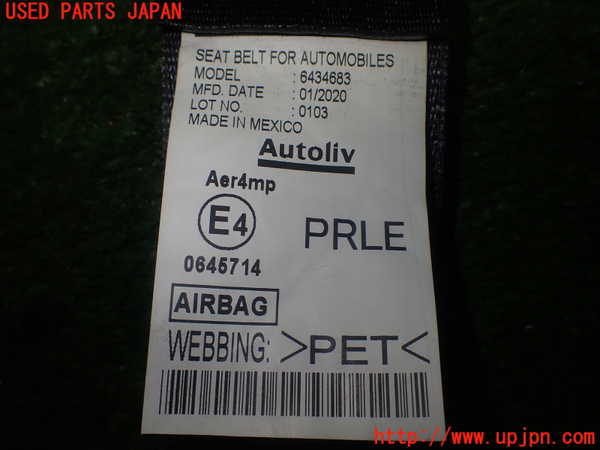 USED PARTS JAPAN
SEAT BELT FOR AUTOMOBILES
MODEL : 6434683
MFD. DATE : 01/2020
LOT NO. : 0103
MADE IN MEXICO
Autoliv
Aer4mp
E4
PRLE
0645714
AIRBAG
WEBBING: >PET<
http://www.upjpn.com/